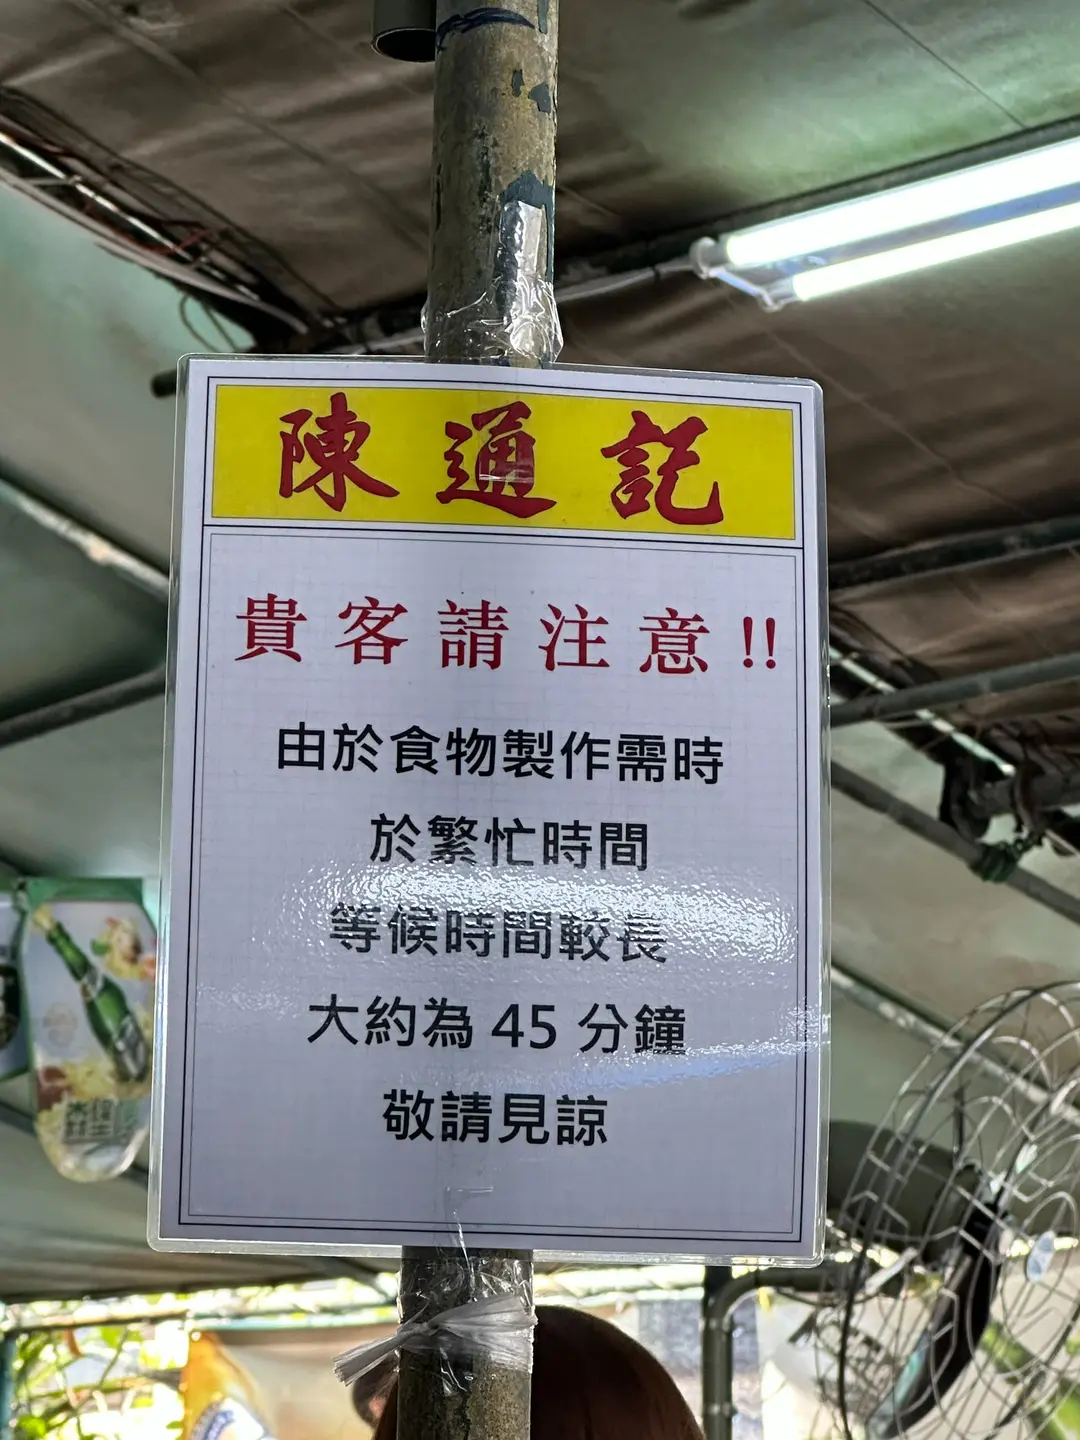 陳通記
貴客請注意!!
由於食物製作需時
於繁忙時間
等候時間較長
大約為 45 分鐘
敬請見諒